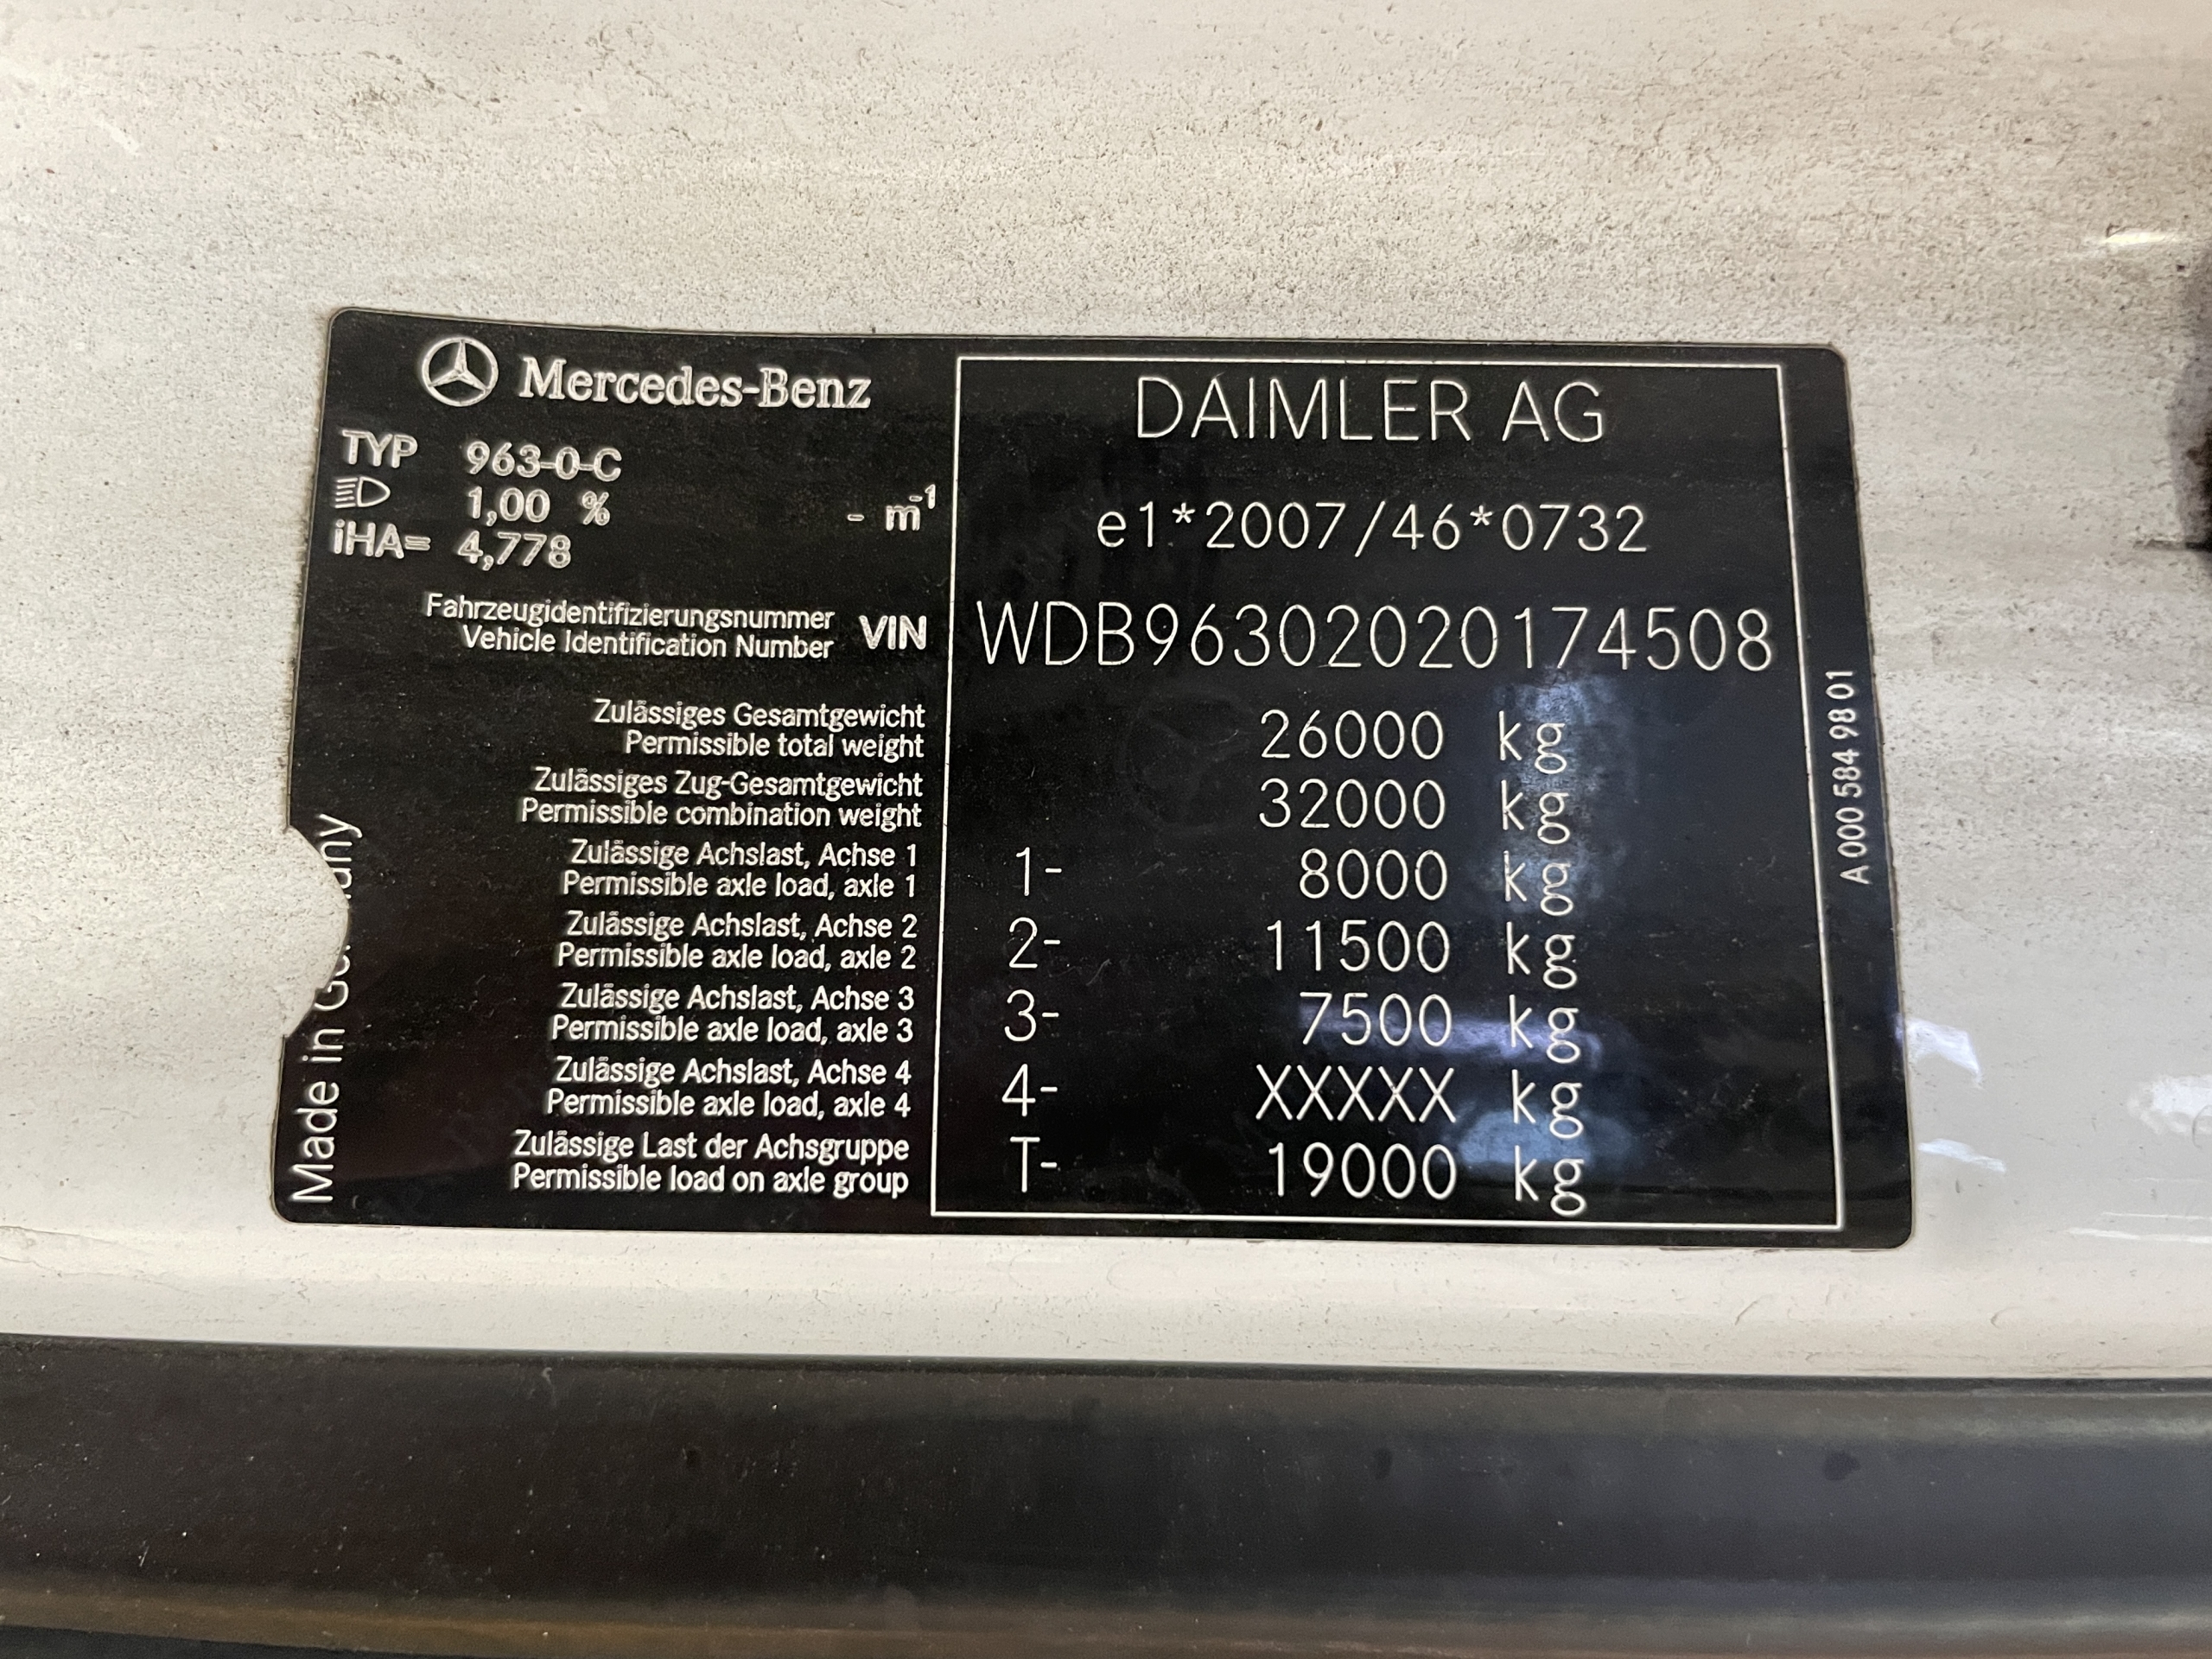 Mercedes-Benz
TYP 963-0-C
1,00 % - m⁻¹
iHA= 4,778
DAIMLER AG
e1*2007/46*0732
Fahrzeugidentifizierungsnummer
Vehicle Identification Number
VIN WDB96302020174508
Zulässiges Gesamtgewicht
Permissible total weight
26000 kg
Zulässiges Zug-Gesamtgewicht
Permissible combination weight
32000 kg
Zulässige Achslast, Achse 1
Permissible axle load, axle 1
1- 8000 kg
Zulässige Achslast, Achse 2
Permissible axle load, axle 2
2- 11500 kg
Zulässige Achslast, Achse 3
Permissible axle load, axle 3
3- 7500 kg
Zulässige Achslast, Achse 4
Permissible axle load, axle 4
4- XXXXX kg
Zulässige Last der Achsgruppe
Permissible load on axle group
T- 19000 kg
Made in
A 000 584 98 01